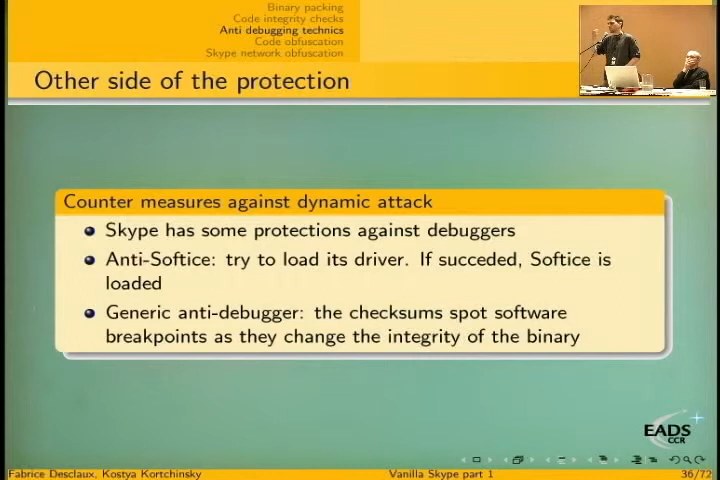 Binary packing
Code integrity checks
Anti debugging technics
Code obfuscation
Skype network obfuscation
Other side of the protection
Counter measures against dynamic attack
Skype has some protections against debuggers
Anti-Softice: try to load its driver. If succeded, Softice is
loaded
Generic anti-debugger: the checksums spot software
breakpoints as they change the integrity of the binary
EADS
CCR
Fabrice Desclaux, Kostya Kortchinsky
Vanilla Skype part 1
36/72